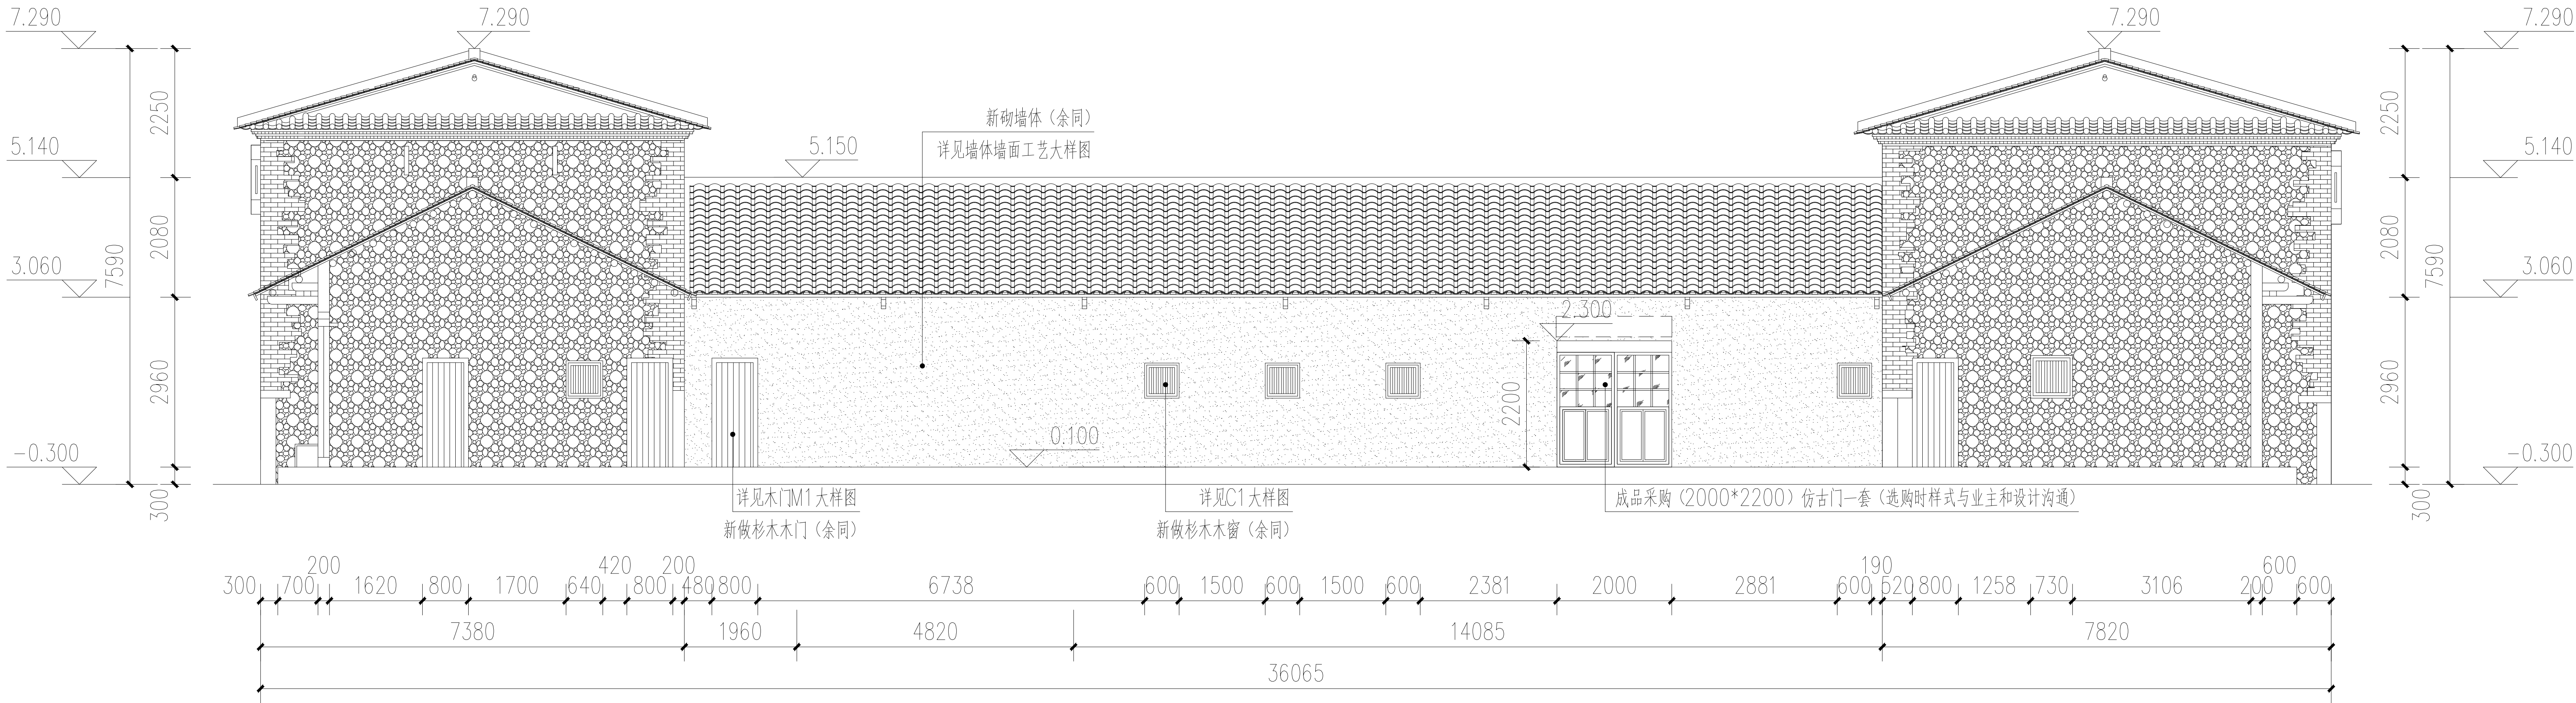 7.290
7.290
7.290
7.290
2250
2250
新砌墙体（余同）
详见墙体墙面工艺大样图
5.140
5.150
5.140
2080
2080
7590
7590
3.060
3.060
2.300
2960
2200
2960
0.100
-0.300
-0.300
300
300
详见木门M1大样图
新做杉木木门（余同）
详见C1大样图
新做杉木木窗（余同）
成品采购（2000*2200）仿古门一套（选购时样式与业主和设计沟通）
300 700 200 1620 800 1700 640 420 800 200 480 800 6738 600 1500 600 1500 600 2381 2000 2881 600 190 520 800 1258 730 3106 200 600 600
7380 1960 4820 14085 7820
36065